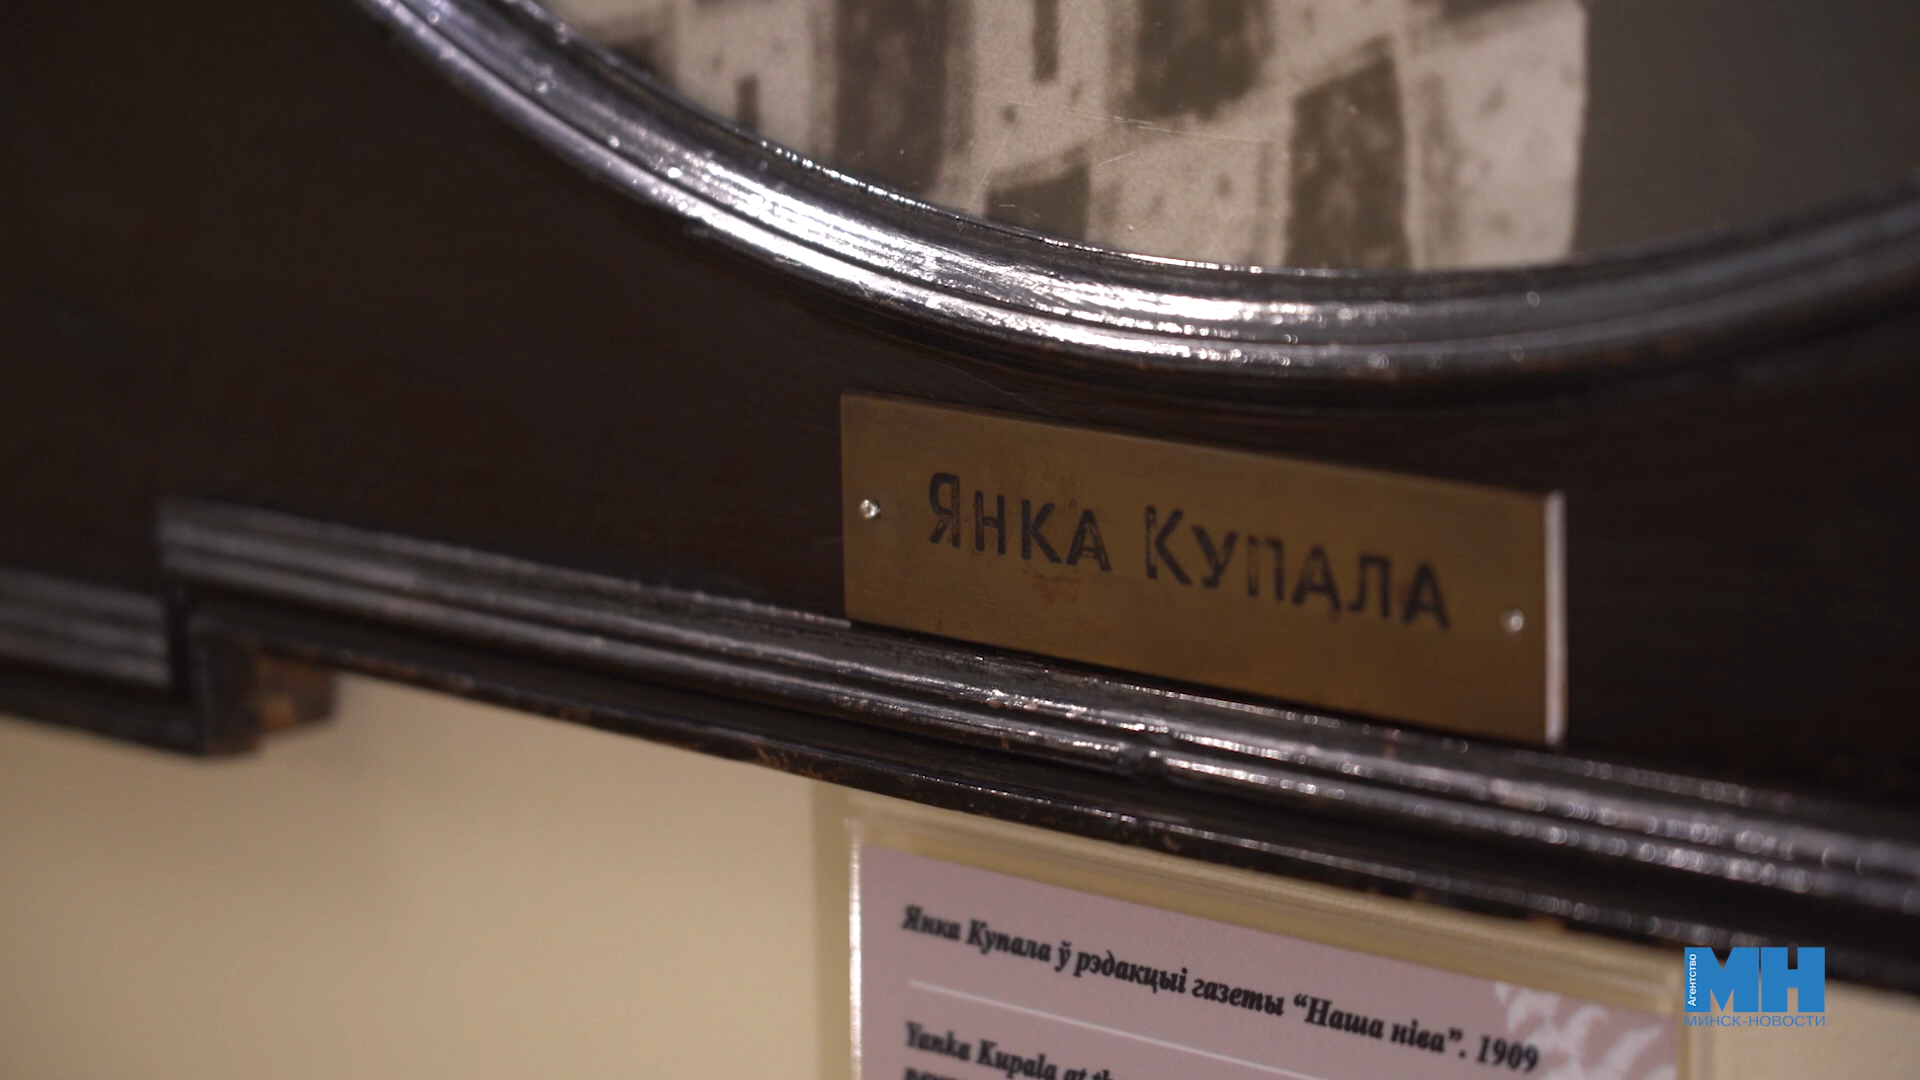 Янка Купала
Янка Купала ў рэдакцыі газеты “Наша ніва”. 1909
Yanka Kupala at
Агентство
МН
МИНСК-НОВОСТИ